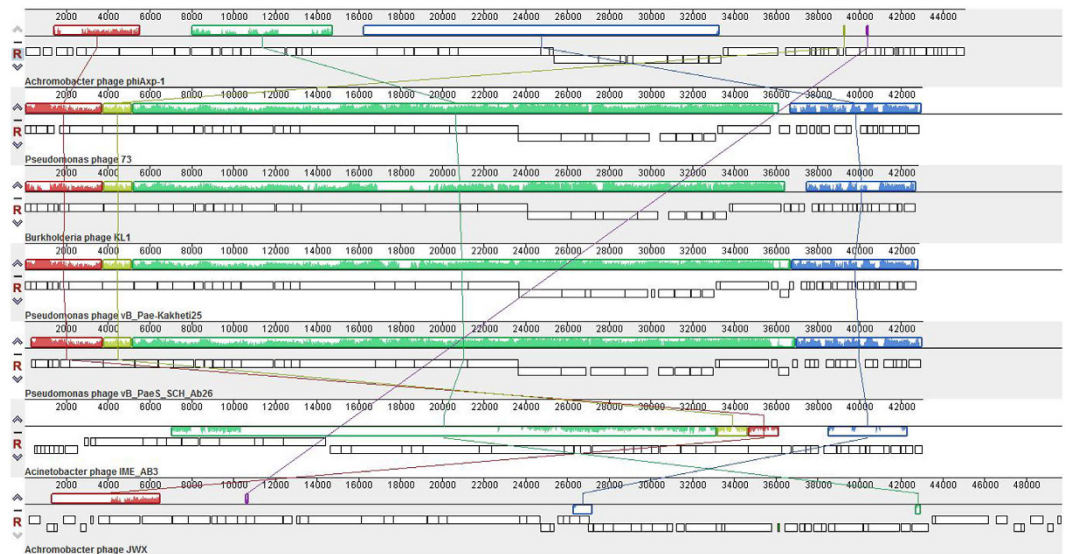 2000 4000 6000 8000 10000 12000 14000 16000 18000 20000 22000 24000 26000 28000 30000 32000 34000 36000 38000 40000 42000 44000
R
Achromobacter phage phiAxp-1
2000 4000 6000 8000 10000 12000 14000 16000 18000 20000 22000 24000 26000 28000 30000 32000 34000 36000 38000 40000 42000
R
Pseudomonas phage 73
2000 4000 6000 8000 10000 12000 14000 16000 18000 20000 22000 24000 26000 28000 30000 32000 34000 36000 38000 40000 42000
R
Burkholderia phage KL1
2000 4000 6000 8000 10000 12000 14000 16000 18000 20000 22000 24000 26000 28000 30000 32000 34000 36000 38000 40000 42000
R
Pseudomonas phage vB_Pae-Kakheti25
2000 4000 6000 8000 10000 12000 14000 16000 18000 20000 22000 24000 26000 28000 30000 32000 34000 36000 38000 40000 42000
R
Pseudomonas phage vB_PaeS_SCH_Ab26
2000 4000 6000 8000 10000 12000 14000 16000 18000 20000 22000 24000 26000 28000 30000 32000 34000 36000 38000 40000 42000
R
Acinetobacter phage IME_AB3
2000 4000 6000 8000 10000 12000 14000 16000 18000 20000 22000 24000 26000 28000 30000 32000 34000 36000 38000 40000 42000 44000 46000 48000
R
Achromobacter phage JWX